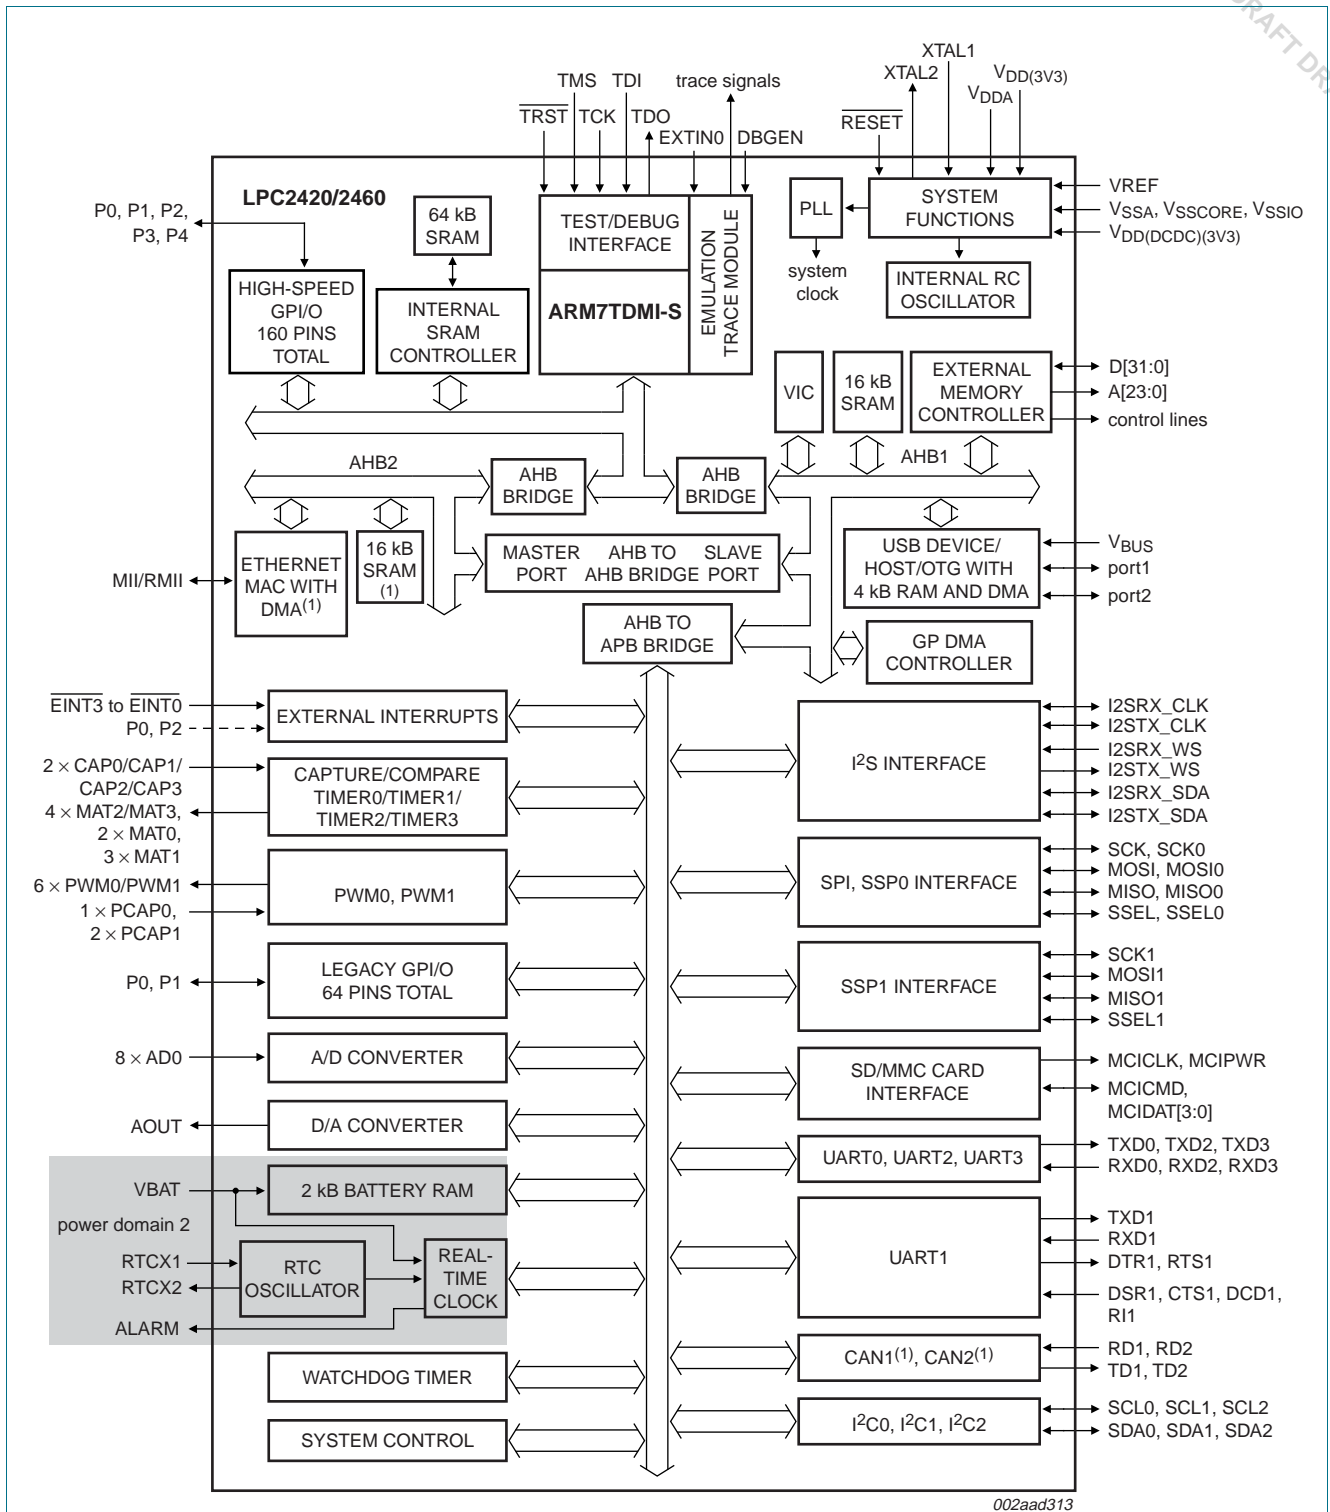 DRAFT DRA
XTAL1
XTAL2
VDD(3V3)
VDDA
TMS
TDI
trace signals
TRST
TCK
TDO
EXTIN0
DBGEN
RESET
LPC2420/2460
P0, P1, P2,
P3, P4
64 kB
SRAM
TEST/DEBUG
INTERFACE
EMULATION
TRACE MODULE
PLL
SYSTEM
FUNCTIONS
VREF
VSSA, VSSCORE, VSSIO
VDD(DCDC)(3V3)
system
clock
HIGH-SPEED
GPI/O
160 PINS
TOTAL
INTERNAL
SRAM
CONTROLLER
ARM7TDMI-S
INTERNAL RC
OSCILLATOR
VIC
16 kB
SRAM
EXTERNAL
MEMORY
CONTROLLER
D[31:0]
A[23:0]
control lines
AHB2
AHB
BRIDGE
AHB
BRIDGE
AHB1
ETHERNET
MAC WITH
DMA(1)
MII/RMII
16 kB
SRAM
(1)
MASTER
PORT
AHB TO
AHB BRIDGE
SLAVE
PORT
USB DEVICE/
HOST/OTG WITH
4 kB RAM AND DMA
VBUS
port1
port2
AHB TO
APB BRIDGE
GP DMA
CONTROLLER
EINT3 to EINT0
P0, P2
EXTERNAL INTERRUPTS
2 × CAP0/CAP1/
CAP2/CAP3
4 × MAT2/MAT3,
2 × MAT0,
3 × MAT1
CAPTURE/COMPARE
TIMER0/TIMER1/
TIMER2/TIMER3
6 × PWM0/PWM1
1 × PCAP0,
2 × PCAP1
PWM0, PWM1
P0, P1
LEGACY GPI/O
64 PINS TOTAL
8 × AD0
A/D CONVERTER
AOUT
D/A CONVERTER
VBAT
2 kB BATTERY RAM
power domain 2
RTCX1
RTCX2
RTC
OSCILLATOR
REAL-
TIME
CLOCK
ALARM
WATCHDOG TIMER
SYSTEM CONTROL
I2S INTERFACE
I2SRX_CLK
I2STX_CLK
I2SRX_WS
I2STX_WS
I2SRX_SDA
I2STX_SDA
SPI, SSP0 INTERFACE
SCK, SCK0
MOSI, MOSI0
MISO, MISO0
SSEL, SSEL0
SSP1 INTERFACE
SCK1
MOSI1
MISO1
SSEL1
SD/MMC CARD
INTERFACE
MCICLK, MCIPWR
MCICMD,
MCIDAT[3:0]
UART0, UART2, UART3
TXD0, TXD2, TXD3
RXD0, RXD2, RXD3
UART1
TXD1
RXD1
DTR1, RTS1
DSR1, CTS1, DCD1,
RI1
CAN1(1), CAN2(1)
RD1, RD2
TD1, TD2
I2C0, I2C1, I2C2
SCL0, SCL1, SCL2
SDA0, SDA1, SDA2
002aad313